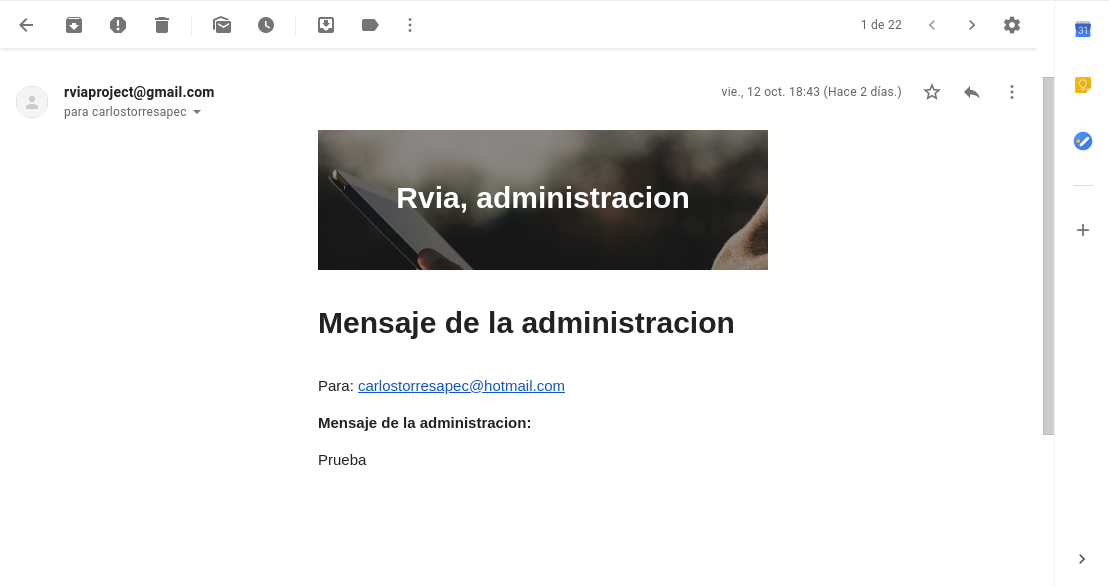 1 de 22
31
rviaproject@gmail.com
vie., 12 oct. 18:43 (Hace 2 días.)
para carlostorresapec
Rvia, administracion
Mensaje de la administracion
Para: carlostorresapec@hotmail.com
Mensaje de la administracion:
Prueba